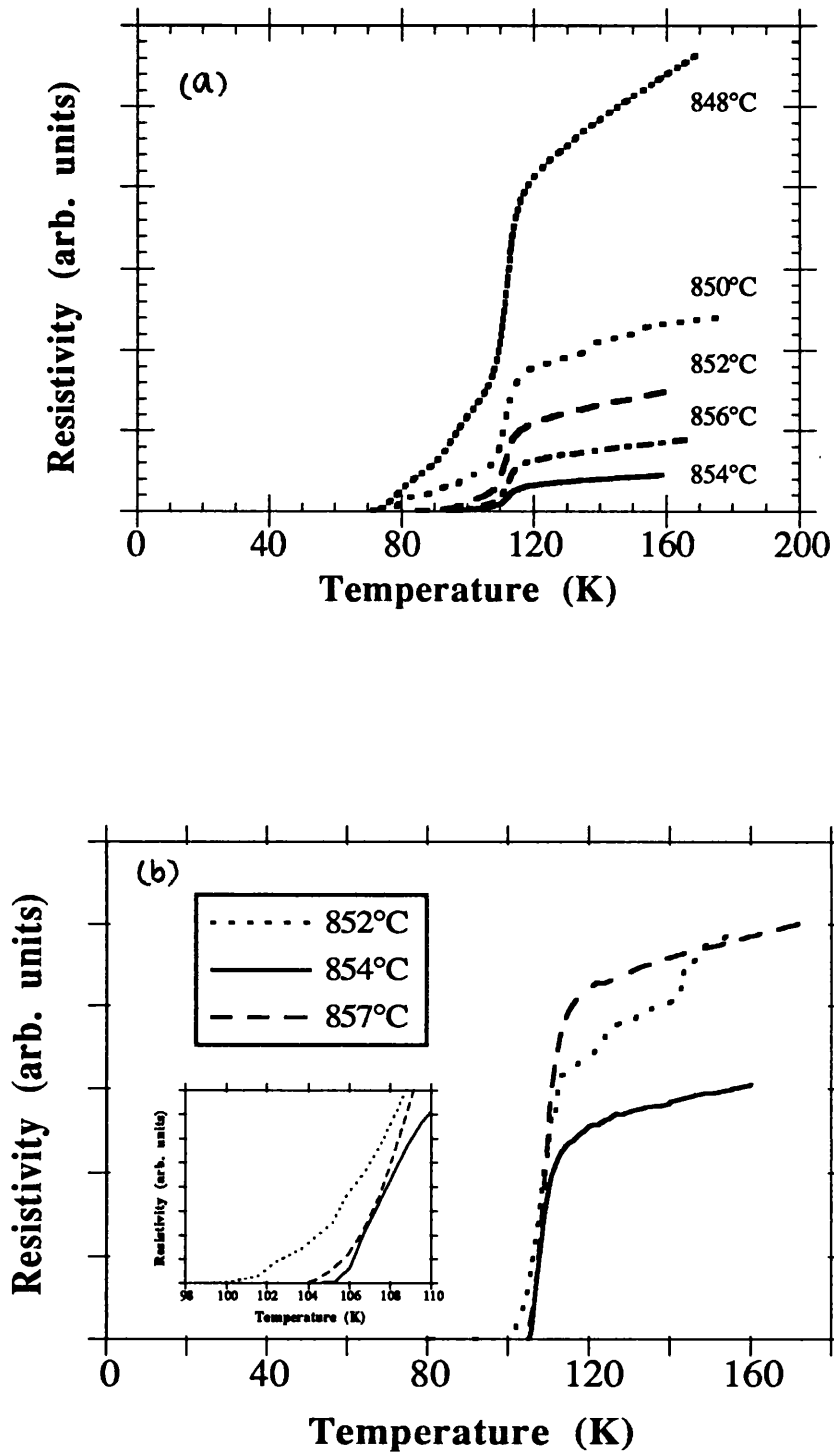 (a)
Resistivity (arb. units)
848°C
850°C
852°C
856°C
854°C
0 40 80 120 160 200
Temperature (K)
(b)
852°C
854°C
857°C
Resistivity (arb. units)
Resistivity (arb. units)
98 100 102 104 106 108 110
Temperature (K)
0 40 80 120 160
Temperature (K)